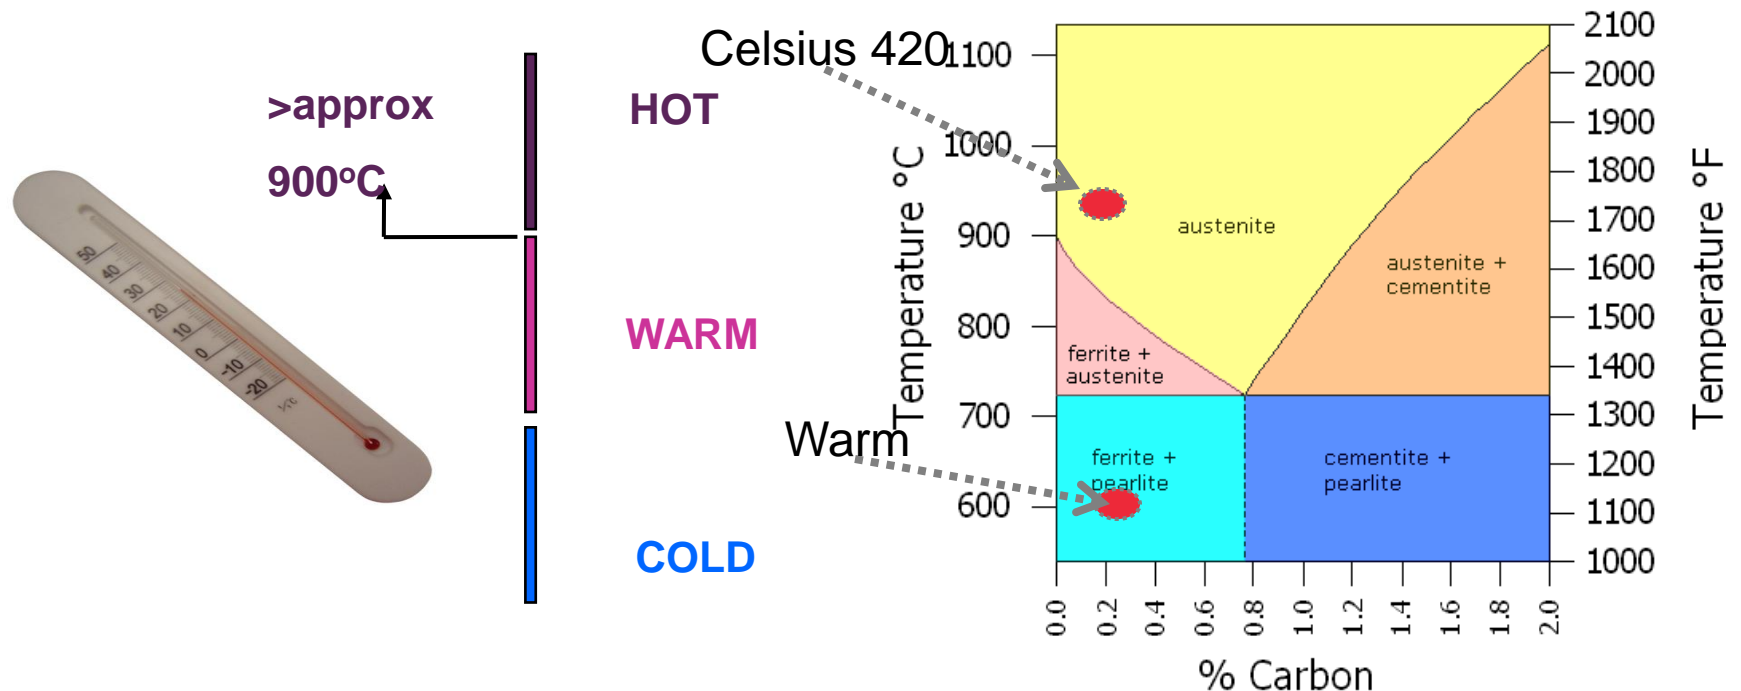 >approx
900ºC
HOT
WARM
COLD
50
40
30
20
10
0
-10
-20
Celsius 420
Warm
Temperature °C
1100
1000
900
800
700
600
austenite
austenite +
cementite
ferrite +
austenite
ferrite +
pearlite
cementite +
pearlite
2100
2000
1900
1800
1700
1600
1500
1400
1300
1200
1100
1000
Temperature °F
0.0
0.2
0.4
0.6
0.8
1.0
1.2
1.4
1.6
1.8
2.0
% Carbon